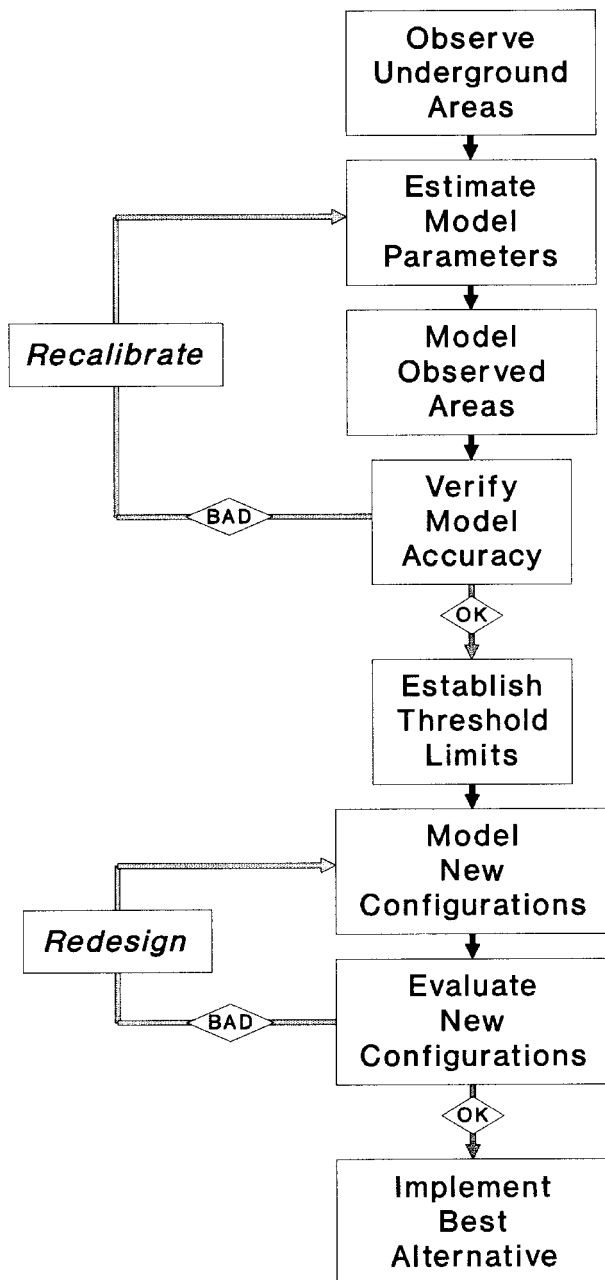 Observe
Underground
Areas
Estimate
Model
Parameters
Recalibrate
Model
Observed
Areas
BAD
Verify
Model
Accuracy
OK
Establish
Threshold
Limits
Model
New
Configurations
Redesign
BAD
Evaluate
New
Configurations
OK
Implement
Best
Alternative